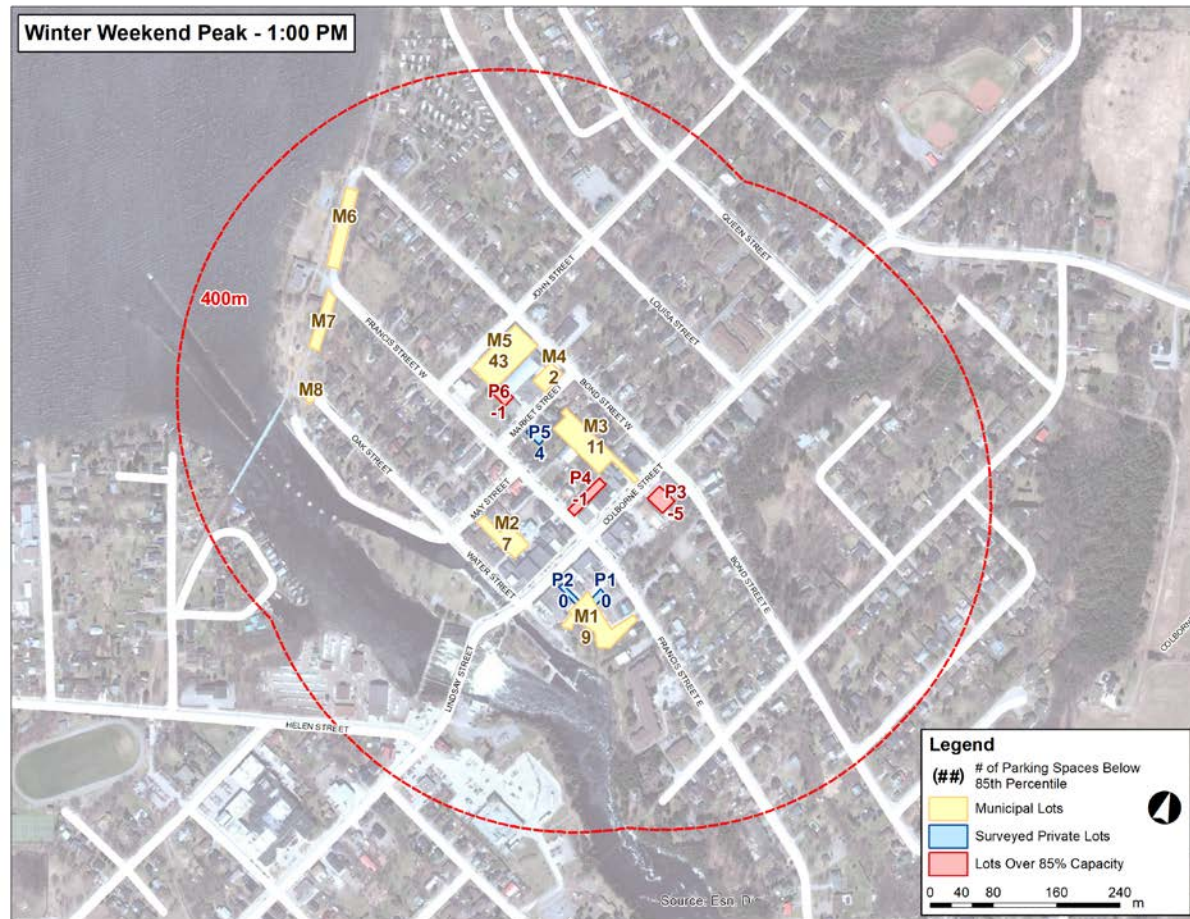 Winter Weekend Peak - 1:00 PM
M6
QUEEN STREET
JOHN STREET
400m
M7
LOUISA STREET
FRANCIS STREET W
M5
43
M4
2
M8
P6
-1
MARKET STREET
BOND STREET W
P5
4
M3
11
OAK STREET
P4
-1
COLBORNE STREET
P3
-5
MAY STREET
M2
7
WATER STREET
BOND STREET E
P2
0
P1
0
M1
9
FRANCIS STREET E
LINDSAY STREET
HELEN STREET
Legend
(##) # of Parking Spaces Below
85th Percentile
Municipal Lots
Surveyed Private Lots
Lots Over 85% Capacity
0 40 80 160 240
m
Source: Esri, D